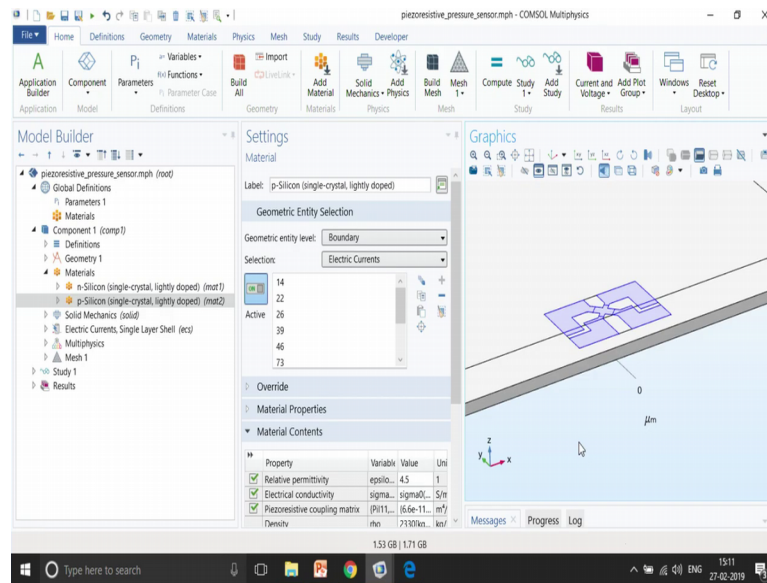 piezoresistive_pressure_sensor.mph - COMSOL Multiphysics
File Home Definitions Geometry Materials Physics Mesh Study Results Developer
Application Builder
Component
Parameters
Variables
Functions
Parameter Case
Build All
Import
LiveLink
Add Material
Solid Mechanics
Add Physics
Build Mesh
Mesh 1
Compute
Study 1
Add Study
Current and Voltage
Add Plot Group
Windows
Reset Desktop
Application Model Definitions Geometry Materials Physics Mesh Study Results Layout
Model Builder
piezoresistive_pressure_sensor.mph (root)
Global Definitions
Parameters 1
Materials
Component 1 (comp1)
Definitions
Geometry 1
Materials
n-Silicon (single-crystal, lightly doped) (mat1)
p-Silicon (single-crystal, lightly doped) (mat2)
Solid Mechanics (solid)
Electric Currents, Single Layer Shell (ecs)
Multiphysics
Mesh 1
Study 1
Results
Settings
Material
Label: p-Silicon (single-crystal, lightly doped)
Geometric Entity Selection
Geometric entity level: Boundary
Selection: Electric Currents
Active
14
22
26
39
46
73
Override
Material Properties
Material Contents
Property Variable Value Uni
Relative permittivity epsilo... 4.5 1
Electrical conductivity sigma... sigma0(... S/m
Piezoresistive coupling matrix (Pil11,... (6.6e-11... m^/
Density rho 2330[kg... kg/
Graphics
0
μm
z
y
x
Messages Progress Log
1.53 GB | 1.71 GB
Type here to search
ENG
15:11
27-02-2019